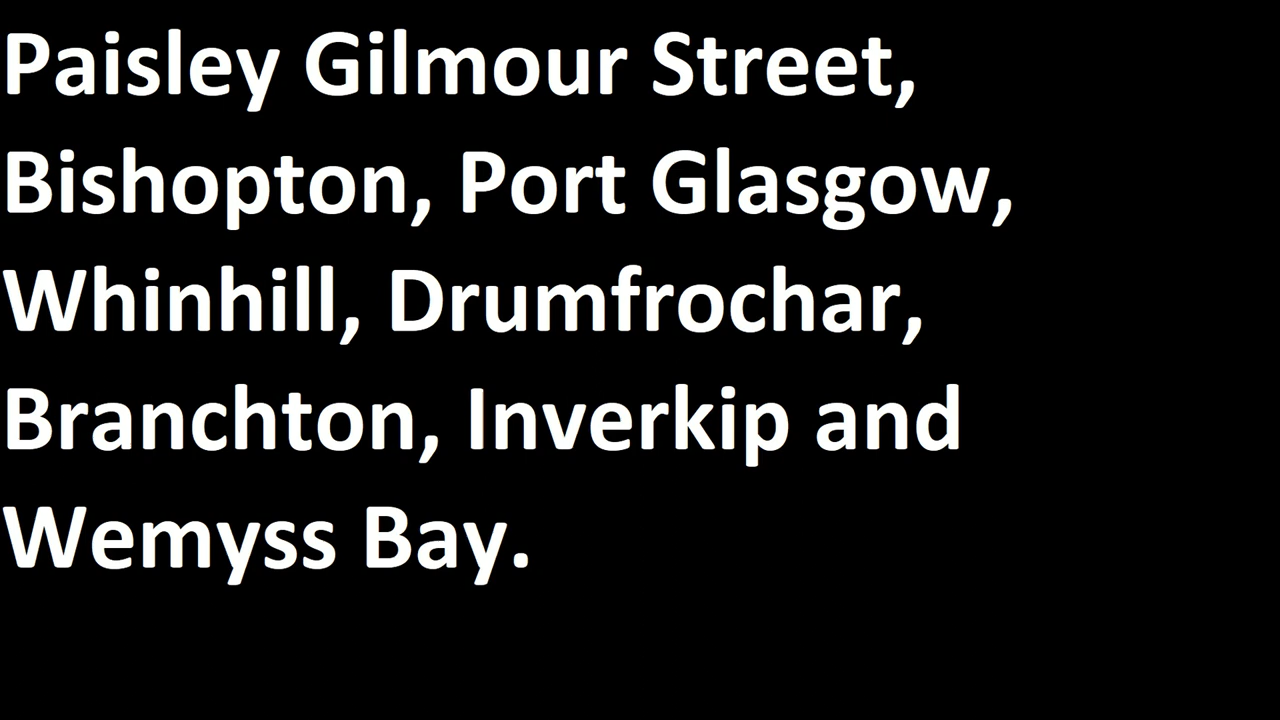 Paisley Gilmour Street,
Bishopton, Port Glasgow,
Whinhill, Drumfrochar,
Branchton, Inverkip and
Wemyss Bay.